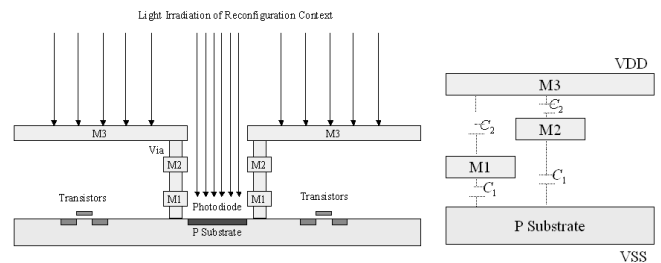 Light Irradiation of Reconfiguration Context
M3
M3
Via
M2
M2
M1
M1
Transistors
Photodiode
Transistors
P Substrate
VDD
M3
C2
C2
M2
M1
C1
C1
P Substrate
VSS